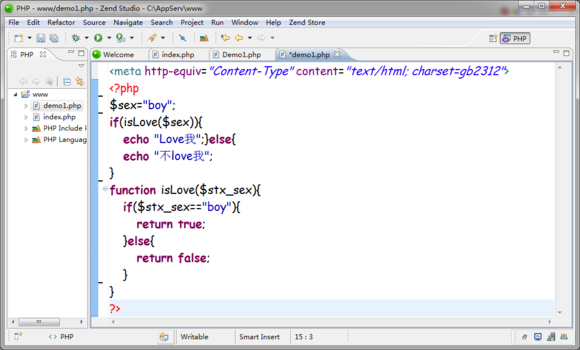 PHP - www/demo1.php - Zend Studio - C:\AppServ\www
File Edit Source Refactor Navigate Search Project Run Window Help Zend Store
PHP
PHP
Welcome index.php Demo1.php *demo1.php
<meta http-equiv="Content-Type" content="text/html; charset=gb2312">
<?php
$sex="boy";
if(isLove($sex)){
echo "Love我";}else{
echo "不love我";
}
function isLove($stx_sex){
if($stx_sex=="boy"){
return true;
}else{
return false;
}
}
?>
www
demo1.php
index.php
PHP Include
PHP Languag
PHP Writable Smart Insert 15 : 3